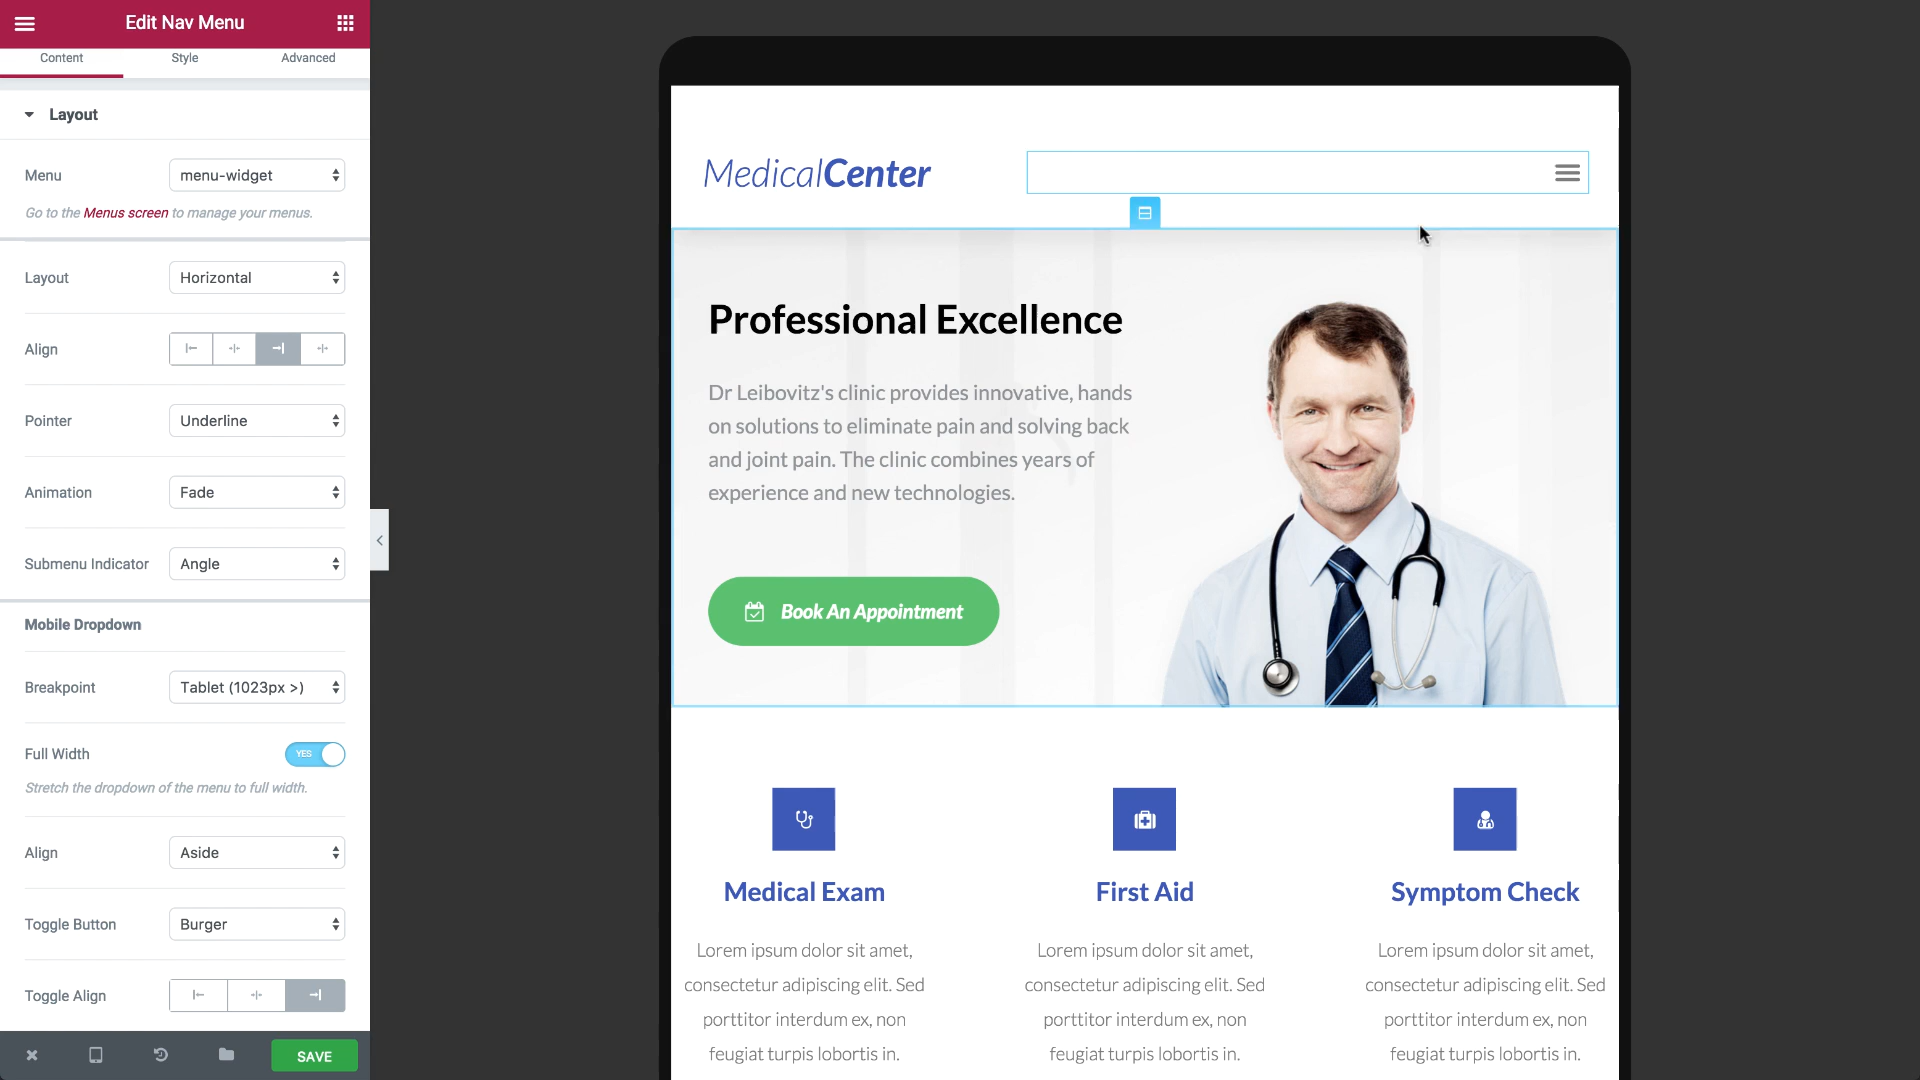 Edit Nav Menu
Content
Style
Advanced
Layout
Menu
menu-widget
Go to the Menus screen to manage your menus.
Layout
Horizontal
Align
Pointer
Underline
Animation
Fade
Submenu Indicator
Angle
Mobile Dropdown
Breakpoint
Tablet (1023px >)
Full Width
YES
Stretch the dropdown of the menu to full width.
Align
Aside
Toggle Button
Burger
Toggle Align
SAVE
MedicalCenter
Professional Excellence
Dr Leibovitz's clinic provides innovative, hands
on solutions to eliminate pain and solving back
and joint pain. The clinic combines years of
experience and new technologies.
Book An Appointment
Medical Exam
Lorem ipsum dolor sit amet,
consectetur adipiscing elit. Sed
porttitor interdum ex, non
feugiat turpis lobortis in.
First Aid
Lorem ipsum dolor sit amet,
consectetur adipiscing elit. Sed
porttitor interdum ex, non
feugiat turpis lobortis in.
Symptom Check
Lorem ipsum dolor sit amet,
consectetur adipiscing elit. Sed
porttitor interdum ex, non
feugiat turpis lobortis in.